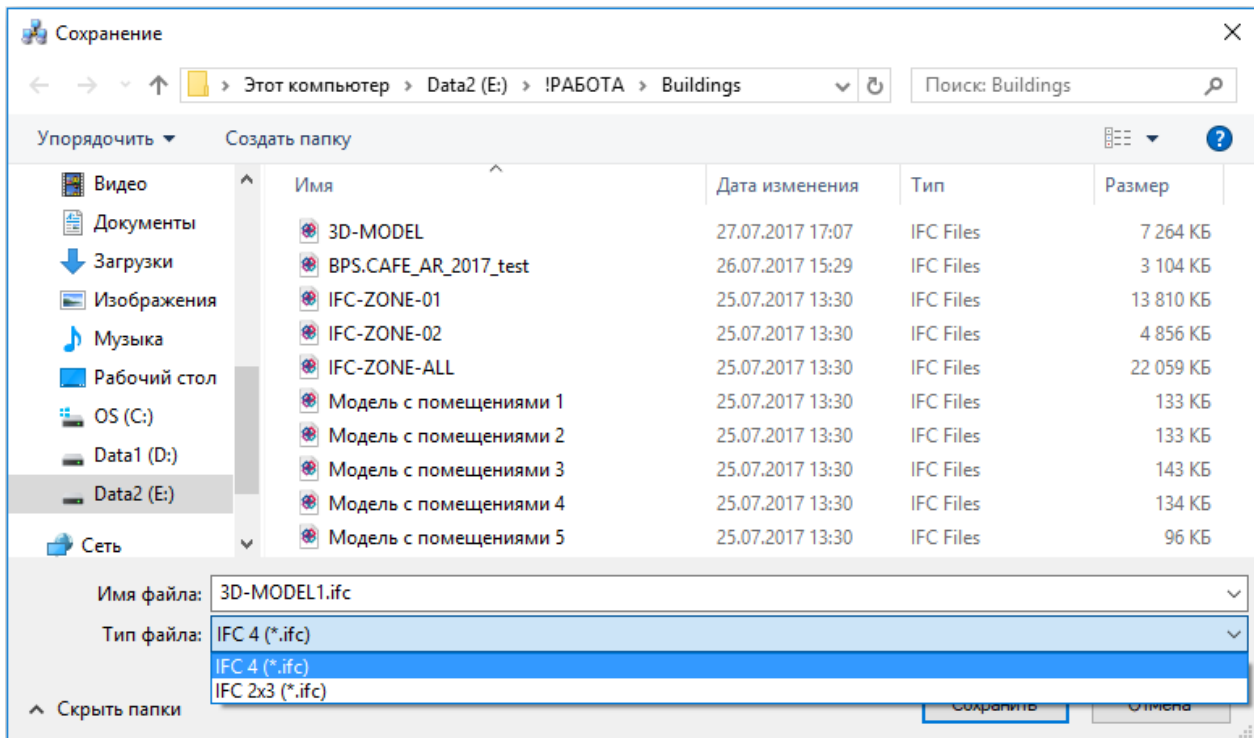 Сохранение
Этот компьютер > Data2 (E:) > !РАБОТА > Buildings
Поиск: Buildings
Упорядочить
Создать папку
Имя Дата изменения Тип Размер
Видео
Документы
Загрузки
Изображения
Музыка
Рабочий стол
OS (C:)
Data1 (D:)
Data2 (E:)
Сеть
3D-MODEL 27.07.2017 17:07 IFC Files 7 264 КБ
BPS.CAFE_AR_2017_test 26.07.2017 15:29 IFC Files 3 104 КБ
IFC-ZONE-01 25.07.2017 13:30 IFC Files 13 810 КБ
IFC-ZONE-02 25.07.2017 13:30 IFC Files 4 856 КБ
IFC-ZONE-ALL 25.07.2017 13:30 IFC Files 22 059 КБ
Модель с помещениями 1 25.07.2017 13:30 IFC Files 133 КБ
Модель с помещениями 2 25.07.2017 13:30 IFC Files 133 КБ
Модель с помещениями 3 25.07.2017 13:30 IFC Files 143 КБ
Модель с помещениями 4 25.07.2017 13:30 IFC Files 134 КБ
Модель с помещениями 5 25.07.2017 13:30 IFC Files 96 КБ
Имя файла: 3D-MODEL1.ifc
Тип файла: IFC 4 (*.ifc)
IFC 4 (*.ifc)
IFC 2x3 (*.ifc)
Скрыть папки
Сохранить Отмена